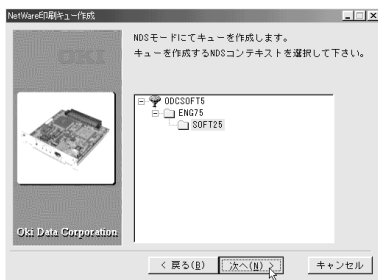 NetWare印刷キュー作成
OKI
NDSモードにてキューを作成します。
キューを作成するNDSコンテキストを選択して下さい。
ODCSOFT5
ENG75
SOFT25
Oki Data Corporation
< 戻る(B)
次へ(N) >
キャンセル